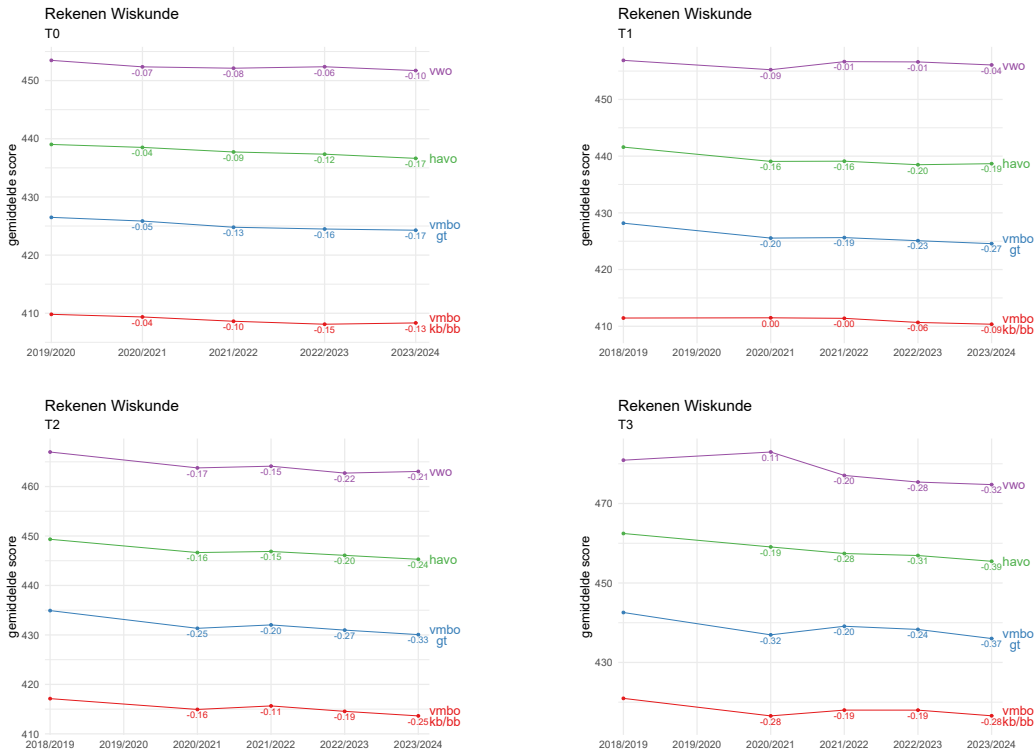 Rekenen Wiskunde
T0
gemiddelde score
450
440
430
420
410
-0.07
-0.08
-0.06
-0.10
vwo
-0.04
-0.09
-0.12
-0.17
havo
-0.05
-0.13
-0.16
-0.17
vmbo
gt
-0.04
-0.10
-0.15
-0.13
vmbo
kb/bb
2019/2020
2020/2021
2021/2022
2022/2023
2023/2024
Rekenen Wiskunde
T1
gemiddelde score
450
440
430
420
410
-0.09
-0.01
-0.01
-0.04
vwo
-0.16
-0.16
-0.20
-0.19
havo
-0.20
-0.19
-0.23
-0.27
vmbo
gt
0.00
-0.00
-0.06
-0.09
vmbo
kb/bb
2018/2019
2019/2020
2020/2021
2021/2022
2022/2023
2023/2024
Rekenen Wiskunde
T2
gemiddelde score
460
450
440
430
420
410
-0.17
-0.15
-0.22
-0.21
vwo
-0.16
-0.15
-0.20
-0.24
havo
-0.25
-0.20
-0.27
-0.33
vmbo
gt
-0.16
-0.11
-0.19
-0.25
vmbo
kb/bb
2018/2019
2019/2020
2020/2021
2021/2022
2022/2023
2023/2024
Rekenen Wiskunde
T3
gemiddelde score
470
450
430
0.11
-0.20
-0.28
-0.32
vwo
-0.19
-0.28
-0.31
-0.39
havo
-0.32
-0.20
-0.24
-0.37
vmbo
gt
-0.28
-0.19
-0.19
-0.28
vmbo
kb/bb
2018/2019
2019/2020
2020/2021
2021/2022
2022/2023
2023/2024